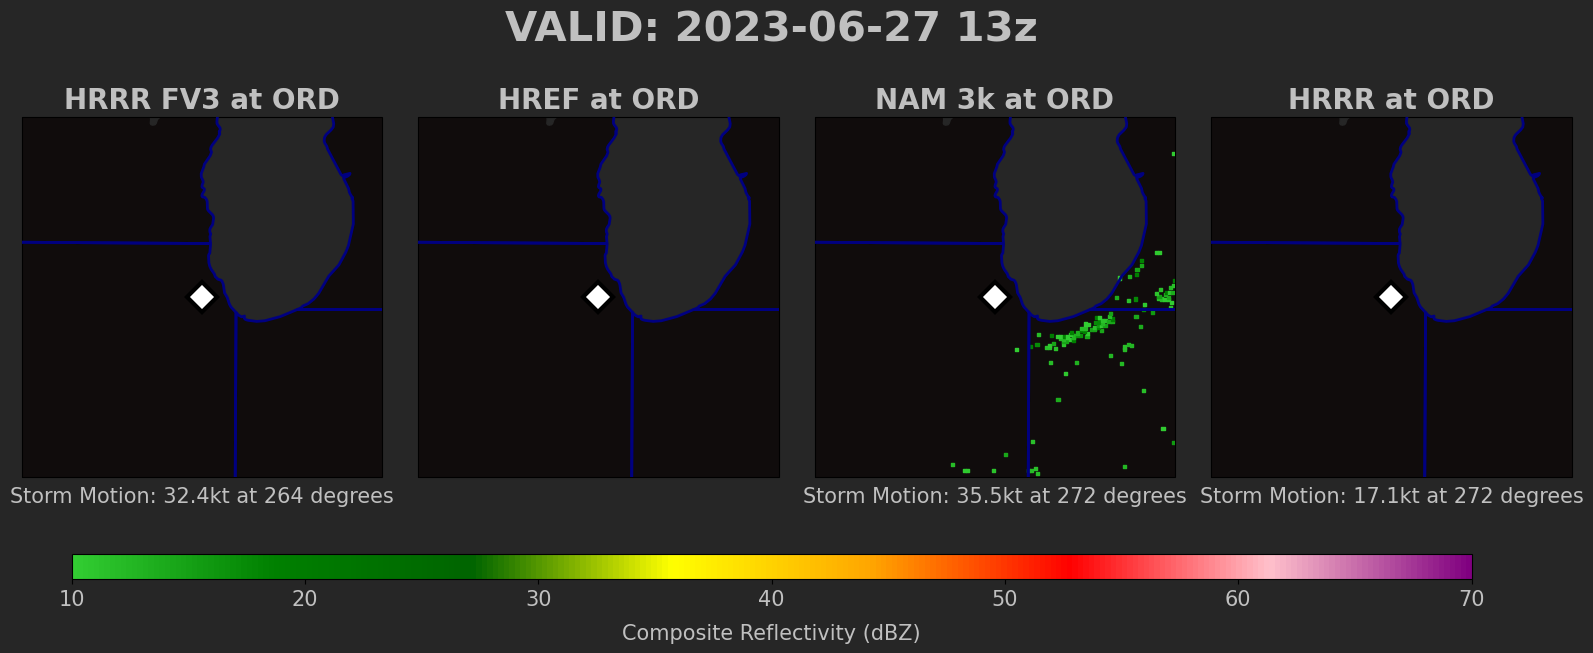 VALID: 2023-06-27 13z
HRRR FV3 at ORD
HREF at ORD
NAM 3k at ORD
HRRR at ORD
Storm Motion: 32.4kt at 264 degrees
Storm Motion: 35.5kt at 272 degrees
Storm Motion: 17.1kt at 272 degrees
10 20 30 40 50 60 70
Composite Reflectivity (dBZ)